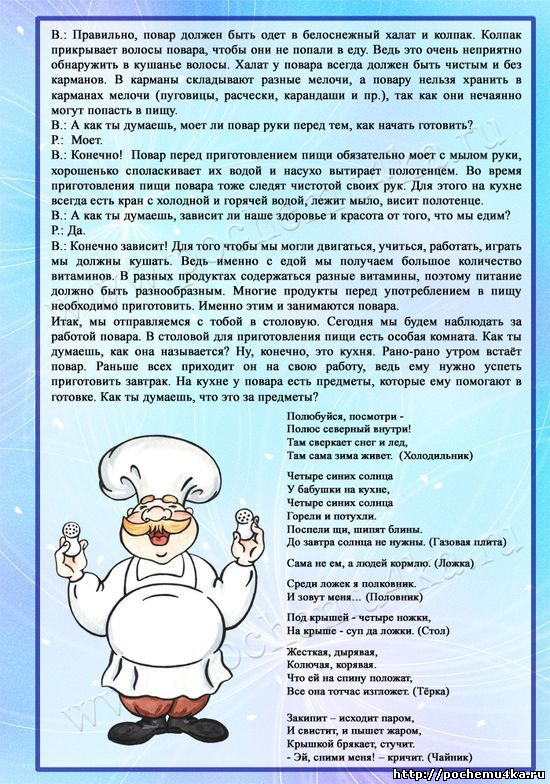 В.: Правильно, повар должен быть одет в белоснежный халат и колпак. Колпак
прикрывает волосы повара, чтобы они не попали в еду. Ведь это очень неприятно
обнаружить в кушанье волосы. Халат у повара всегда должен быть чистым и без
карманов. В карманы складывают разные мелочи, а повару нельзя хранить в
карманах мелочи (пуговицы, расчески, карандаши и пр.), так как они нечаянно
могут попасть в пищу.
В.: А как ты думаешь, моет ли повар руки перед тем, как начать готовить?
Р.: Моет.
В.: Конечно! Повар перед приготовлением пищи обязательно моет с мылом руки,
хорошенько споласкивает их водой и насухо вытирает полотенцем. Во время
приготовления пищи повара тоже следят чистотой своих рук. Для этого на кухне
всегда есть кран с холодной и горячей водой, лежит мыло, висит полотенце.
В.: А как ты думаешь, зависит ли наше здоровье и красота от того, что мы едим?
Р.: Да.
В.: Конечно зависит! Для того чтобы мы могли двигаться, учиться, работать, играть
мы должны кушать. Ведь именно с едой мы получаем большое количество
витаминов. В разных продуктах содержаться разные витамины, поэтому питание
должно быть разнообразным. Многие продукты перед употреблением в пищу
необходимо приготовить. Именно этим и занимаются повара.
Итак, мы отправляемся с тобой в столовую. Сегодня мы будем наблюдать за
работой повара. В столовой для приготовления пищи есть особая комната. Как ты
думаешь, как она называется? Ну, конечно, это кухня. Рано-рано утром встаёт
повар. Раньше всех приходит он на свою работу, ведь ему нужно успеть
приготовить завтрак. На кухне у повара есть предметы, которые ему помогают в
готовке. Как ты думаешь, что это за предметы?
Полюбуйся, посмотри -
Полюс северный внутри!
Там сверкает снег и лед,
Там сама зима живет. (Холодильник)
Четыре синих солнца
У бабушки на кухне,
Четыре синих солнца
Горели и потухли.
Поспели щи, шипят блины.
До завтра солнца не нужны. (Газовая плита)
Сама не ем, а людей кормлю. (Ложка)
Среди ложек я полковник.
И зовут меня... (Половник)
Под крышей - четыре ножки,
На крыше - суп да ложки. (Стол)
Жесткая, дырявая,
Колючая, корявая.
Что ей на спину положат,
Все она тотчас изгложет. (Тёрка)
Закипит – исходит паром,
И свистит, и пышет жаром,
Крышкой брякает, стучит.
- Эй, сними меня! – кричит. (Чайник)
www.pochemu4ka.ru
www.pochemu4ka.ru
http://pochemu4ka.ru